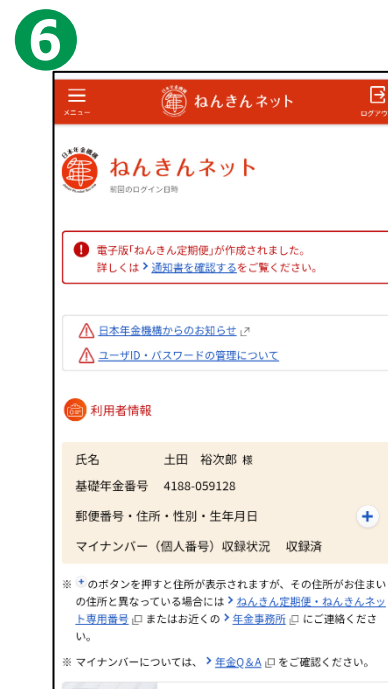 6
メニュー
ねんきんネット
日本年金機構
ねんきんネット
前回のログイン日時
電子版「ねんきん定期便」が作成されました。
詳しくは 通知書を確認するをご覧ください。
日本年金機構からのお知らせ
ユーザID・パスワードの管理について
利用者情報
氏名 土田 裕次郎 様
基礎年金番号 4188-059128
郵便番号・住所・性別・生年月日
マイナンバー（個人番号）収録状況 収録済
※ + のボタンを押すと住所が表示されますが、その住所がお住まい
の住所と異なっている場合には ねんきん定期便・ねんきんネッ
ト専用番号 またはお近くの 年金事務所 にご連絡くださ
い。
※ マイナンバーについては、 年金Q&A をご確認ください。